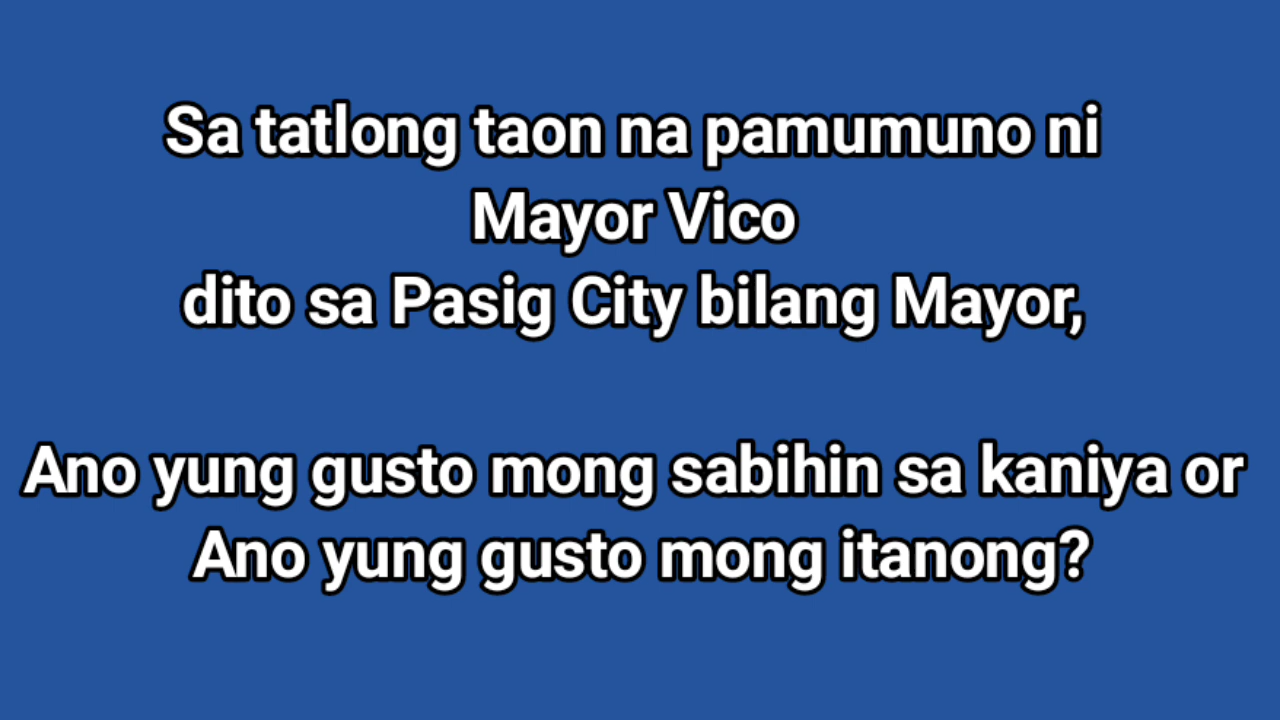 Sa tatlong taon na pamumuno ni
Mayor Vico
dito sa Pasig City bilang Mayor,
Ano yung gusto mong sabihin sa kaniya or
Ano yung gusto mong itanong?